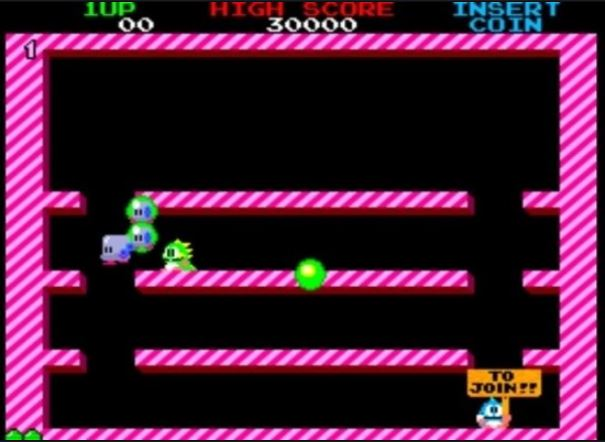 1UP HIGH SCORE INSERT
00 30000 COIN
1
TO
JOIN!!